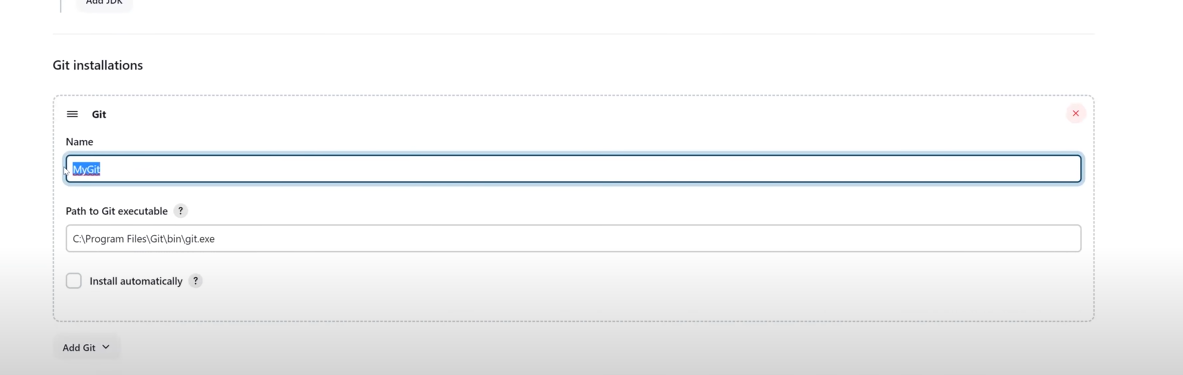 Add JDK
Git installations
Git
Name
MyGit
Path to Git executable ?
C:\Program Files\Git\bin\git.exe
Install automatically ?
Add Git